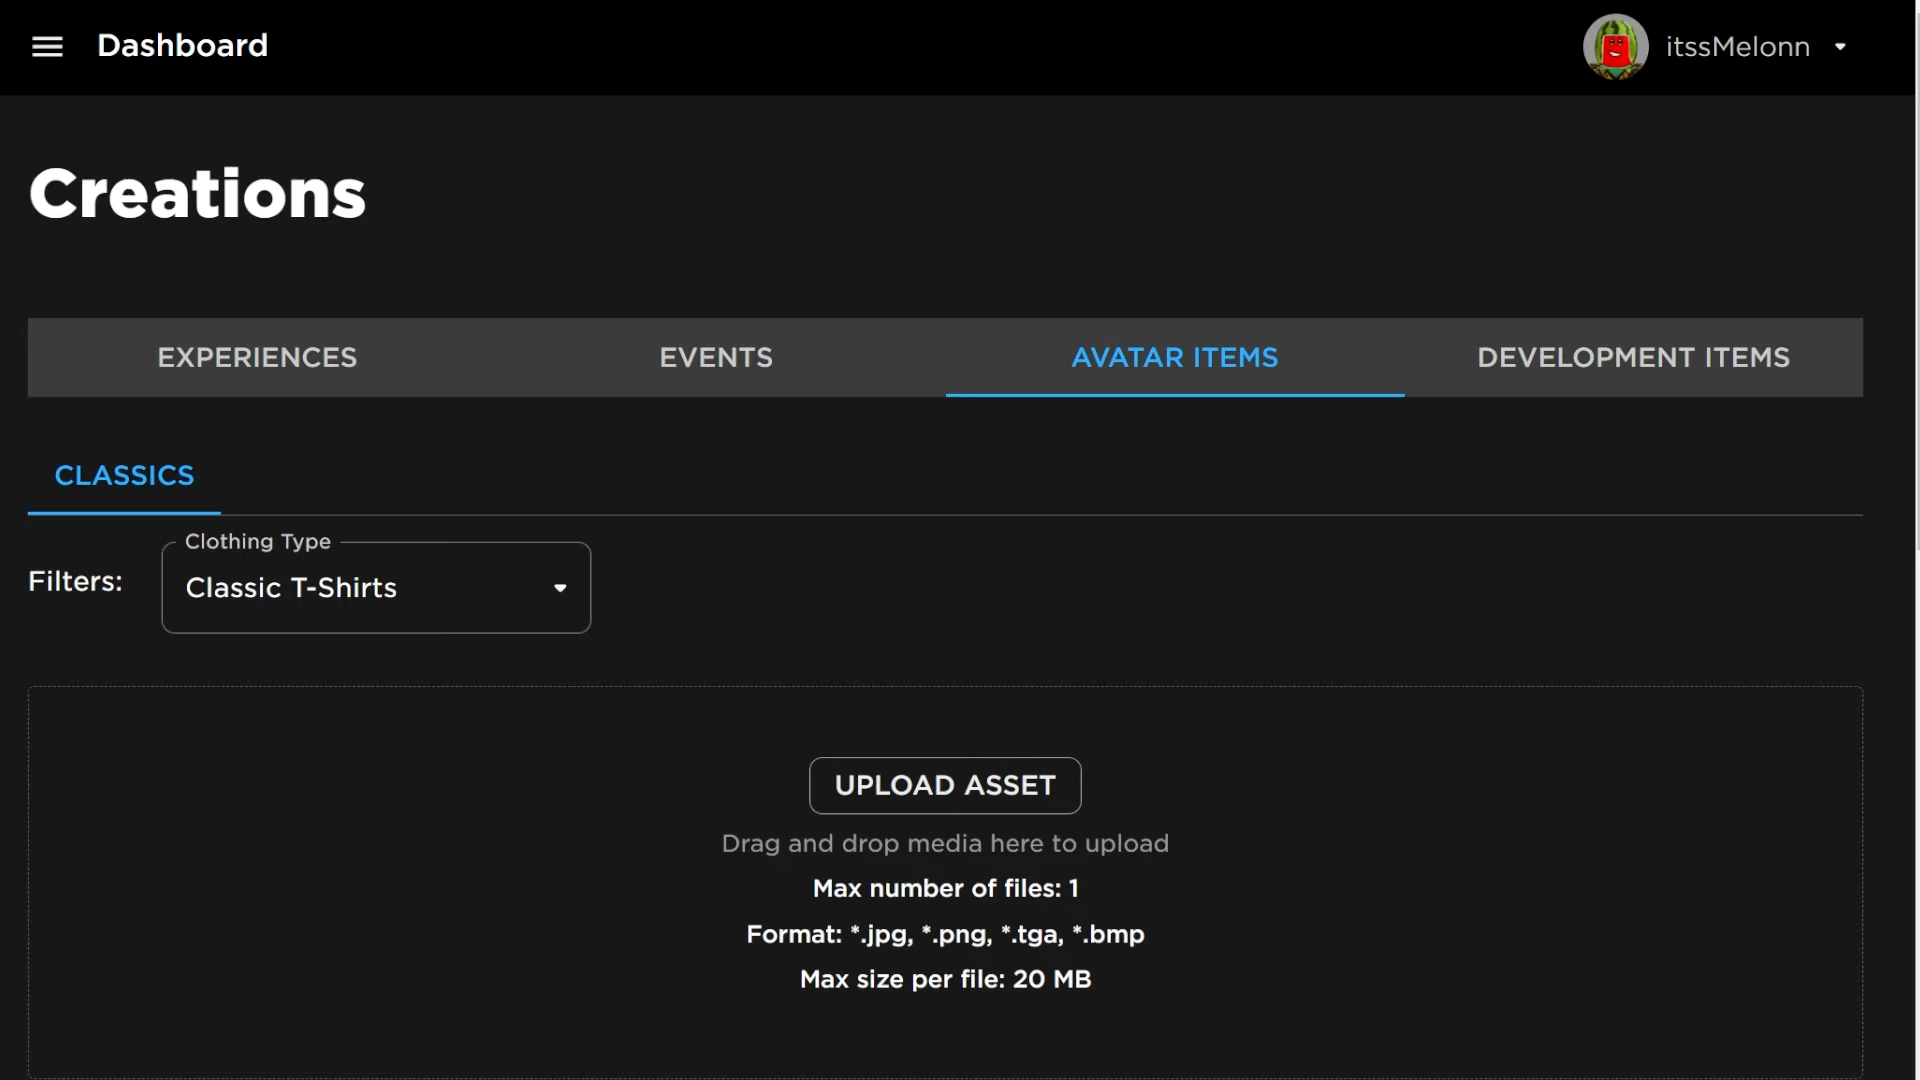 Dashboard
itssMelonn
Creations
EXPERIENCES
EVENTS
AVATAR ITEMS
DEVELOPMENT ITEMS
CLASSICS
Filters:
Clothing Type
Classic T-Shirts
UPLOAD ASSET
Drag and drop media here to upload
Max number of files: 1
Format: *.jpg, *.png, *.tga, *.bmp
Max size per file: 20 MB